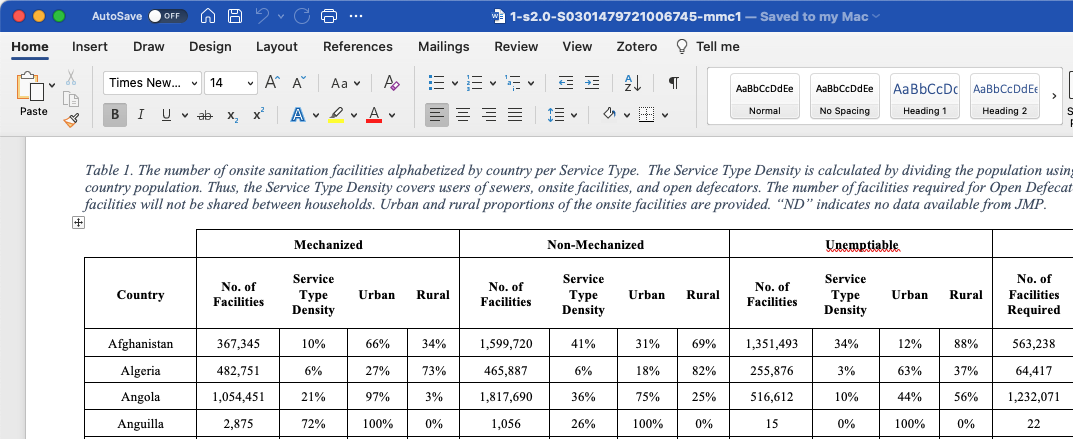 AutoSave OFF 1-s2.0-S0301479721006745-mmc1 — Saved to my Mac
Home Insert Draw Design Layout References Mailings Review View Zotero Tell me
Paste Times New... 14 A A Aa A AaBbCcDdEe AaBbCcDdEe AaBbCcDc AaBbCcDdEe
B I U ab x₂ x² A A Normal No Spacing Heading 1 Heading 2
Table 1. The number of onsite sanitation facilities alphabetized by country per Service Type. The Service Type Density is calculated by dividing the population using
country population. Thus, the Service Type Density covers users of sewers, onsite facilities, and open defecators. The number of facilities required for Open Defecat
facilities will not be shared between households. Urban and rural proportions of the onsite facilities are provided. “ND” indicates no data available from JMP.
Mechanized Non-Mechanized Unemptiable
Country No. of Facilities Service Type Density Urban Rural No. of Facilities Service Type Density Urban Rural No. of Facilities Service Type Density Urban Rural No. of Facilities Required
Afghanistan 367,345 10% 66% 34% 1,599,720 41% 31% 69% 1,351,493 34% 12% 88% 563,238
Algeria 482,751 6% 27% 73% 465,887 6% 18% 82% 255,876 3% 63% 37% 64,417
Angola 1,054,451 21% 97% 3% 1,817,690 36% 75% 25% 516,612 10% 44% 56% 1,232,071
Anguilla 2,875 72% 100% 0% 1,056 26% 100% 0% 15 0% 100% 0% 22